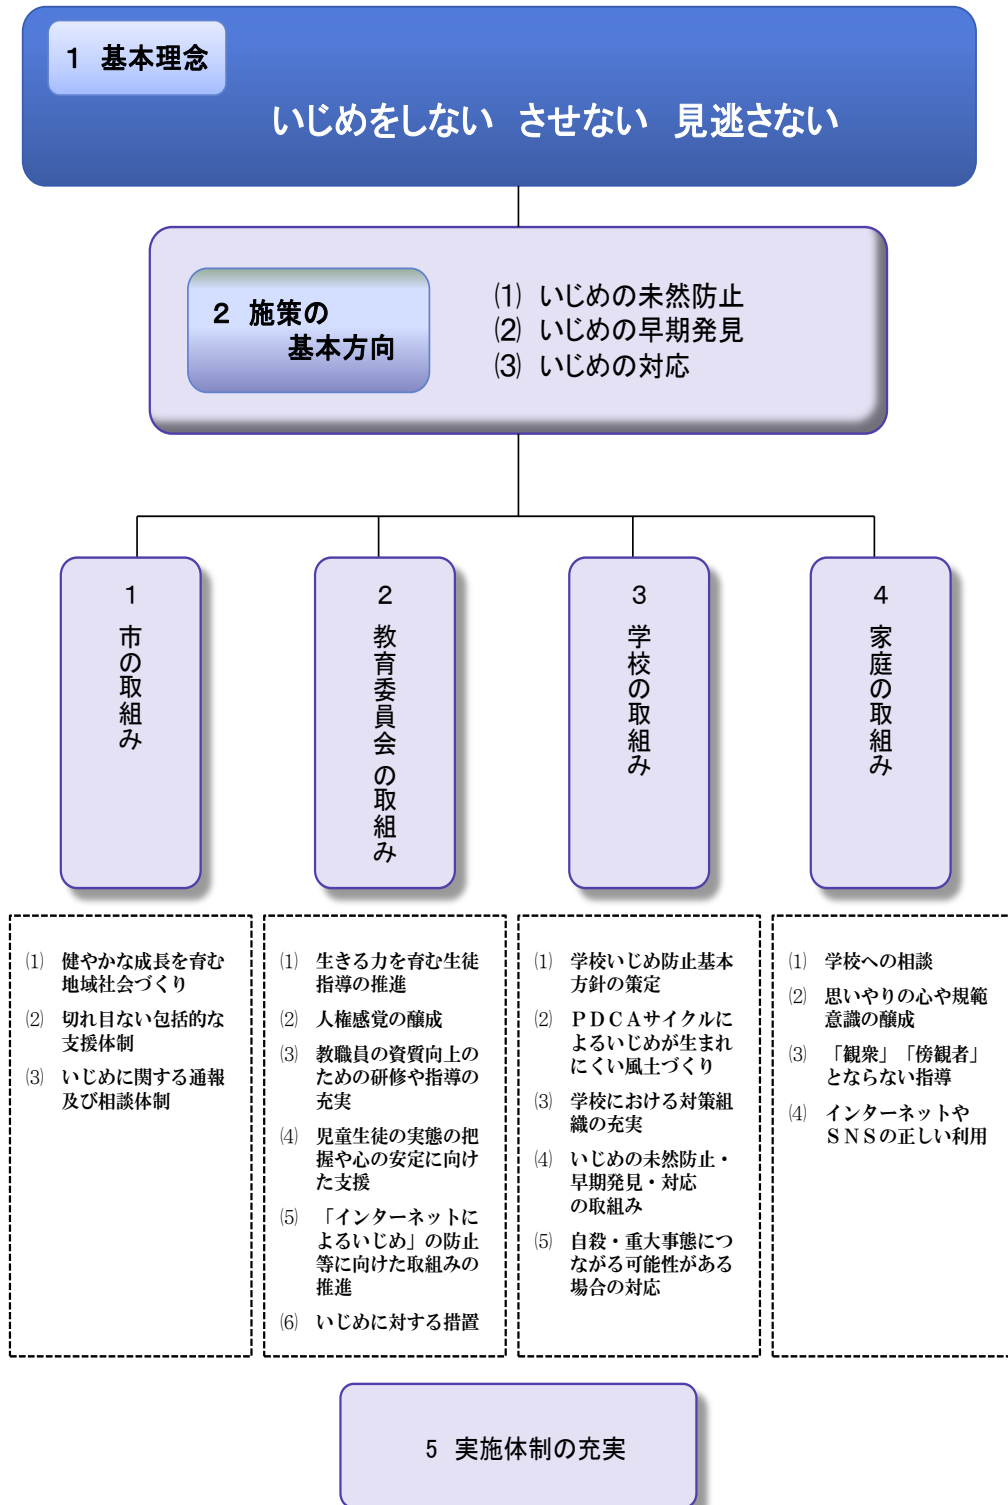 1 基本理念
いじめをしない させない 見逃さない
2 施策の
基本方向
⑴ いじめの未然防止
⑵ いじめの早期発見
⑶ いじめの対応
1 市の取組み
2 教育委員会の取組み
3 学校の取組み
4 家庭の取組み
⑴ 健やかな成長を育む
地域社会づくり
⑵ 切れ目ない包括的な
支援体制
⑶ いじめに関する通報
及び相談体制
⑴ 生きる力を育む生徒
指導の推進
⑵ 人権感覚の醸成
⑶ 教職員の資質向上の
ための研修や指導の
充実
⑷ 児童生徒の実態の把
握や心の安定に向け
た支援
⑸ 「インターネットに
よるいじめ」の防止
等に向けた取組みの
推進
⑹ いじめに対する措置
⑴ 学校いじめ防止基本
方針の策定
⑵ ＰＤＣＡサイクルに
よるいじめが生まれ
にくい風土づくり
⑶ 学校における対策組
織の充実
⑷ いじめの未然防止・
早期発見・対応
の取組み
⑸ 自殺・重大事態につ
ながる可能性がある
場合の対応
⑴ 学校への相談
⑵ 思いやりの心や規範
意識の醸成
⑶ 「観衆」「傍観者」
とならない指導
⑷ インターネットや
ＳＮＳの正しい利用
5 実施体制の充実